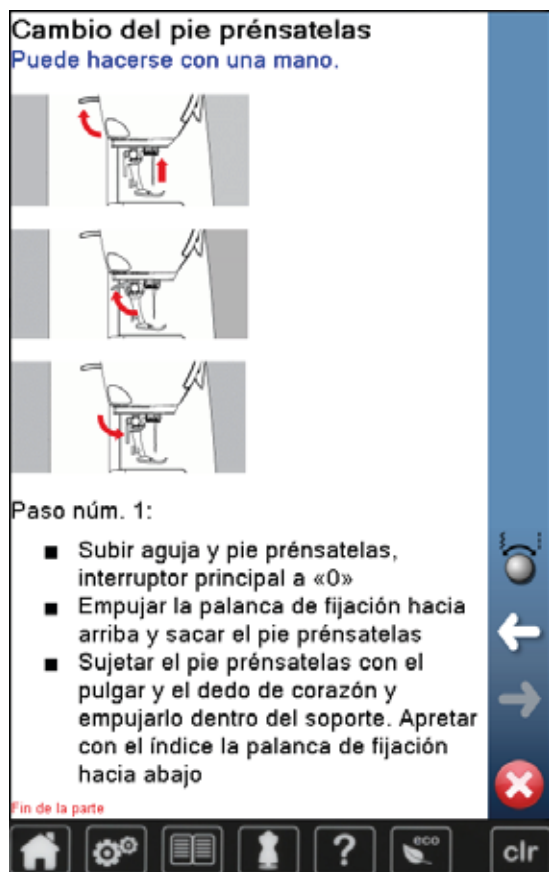 Cambio del pie prénsatelas
Puede hacerse con una mano.
Paso núm. 1:
■ Subir aguja y pie prénsatelas,
interruptor principal a «0»
■ Empujar la palanca de fijación hacia
arriba y sacar el pie prénsatelas
■ Sujetar el pie prénsatelas con el
pulgar y el dedo de corazón y
empujarlo dentro del soporte. Apretar
con el índice la palanca de fijación
hacia abajo
Fin de la parte
?
eco
clr